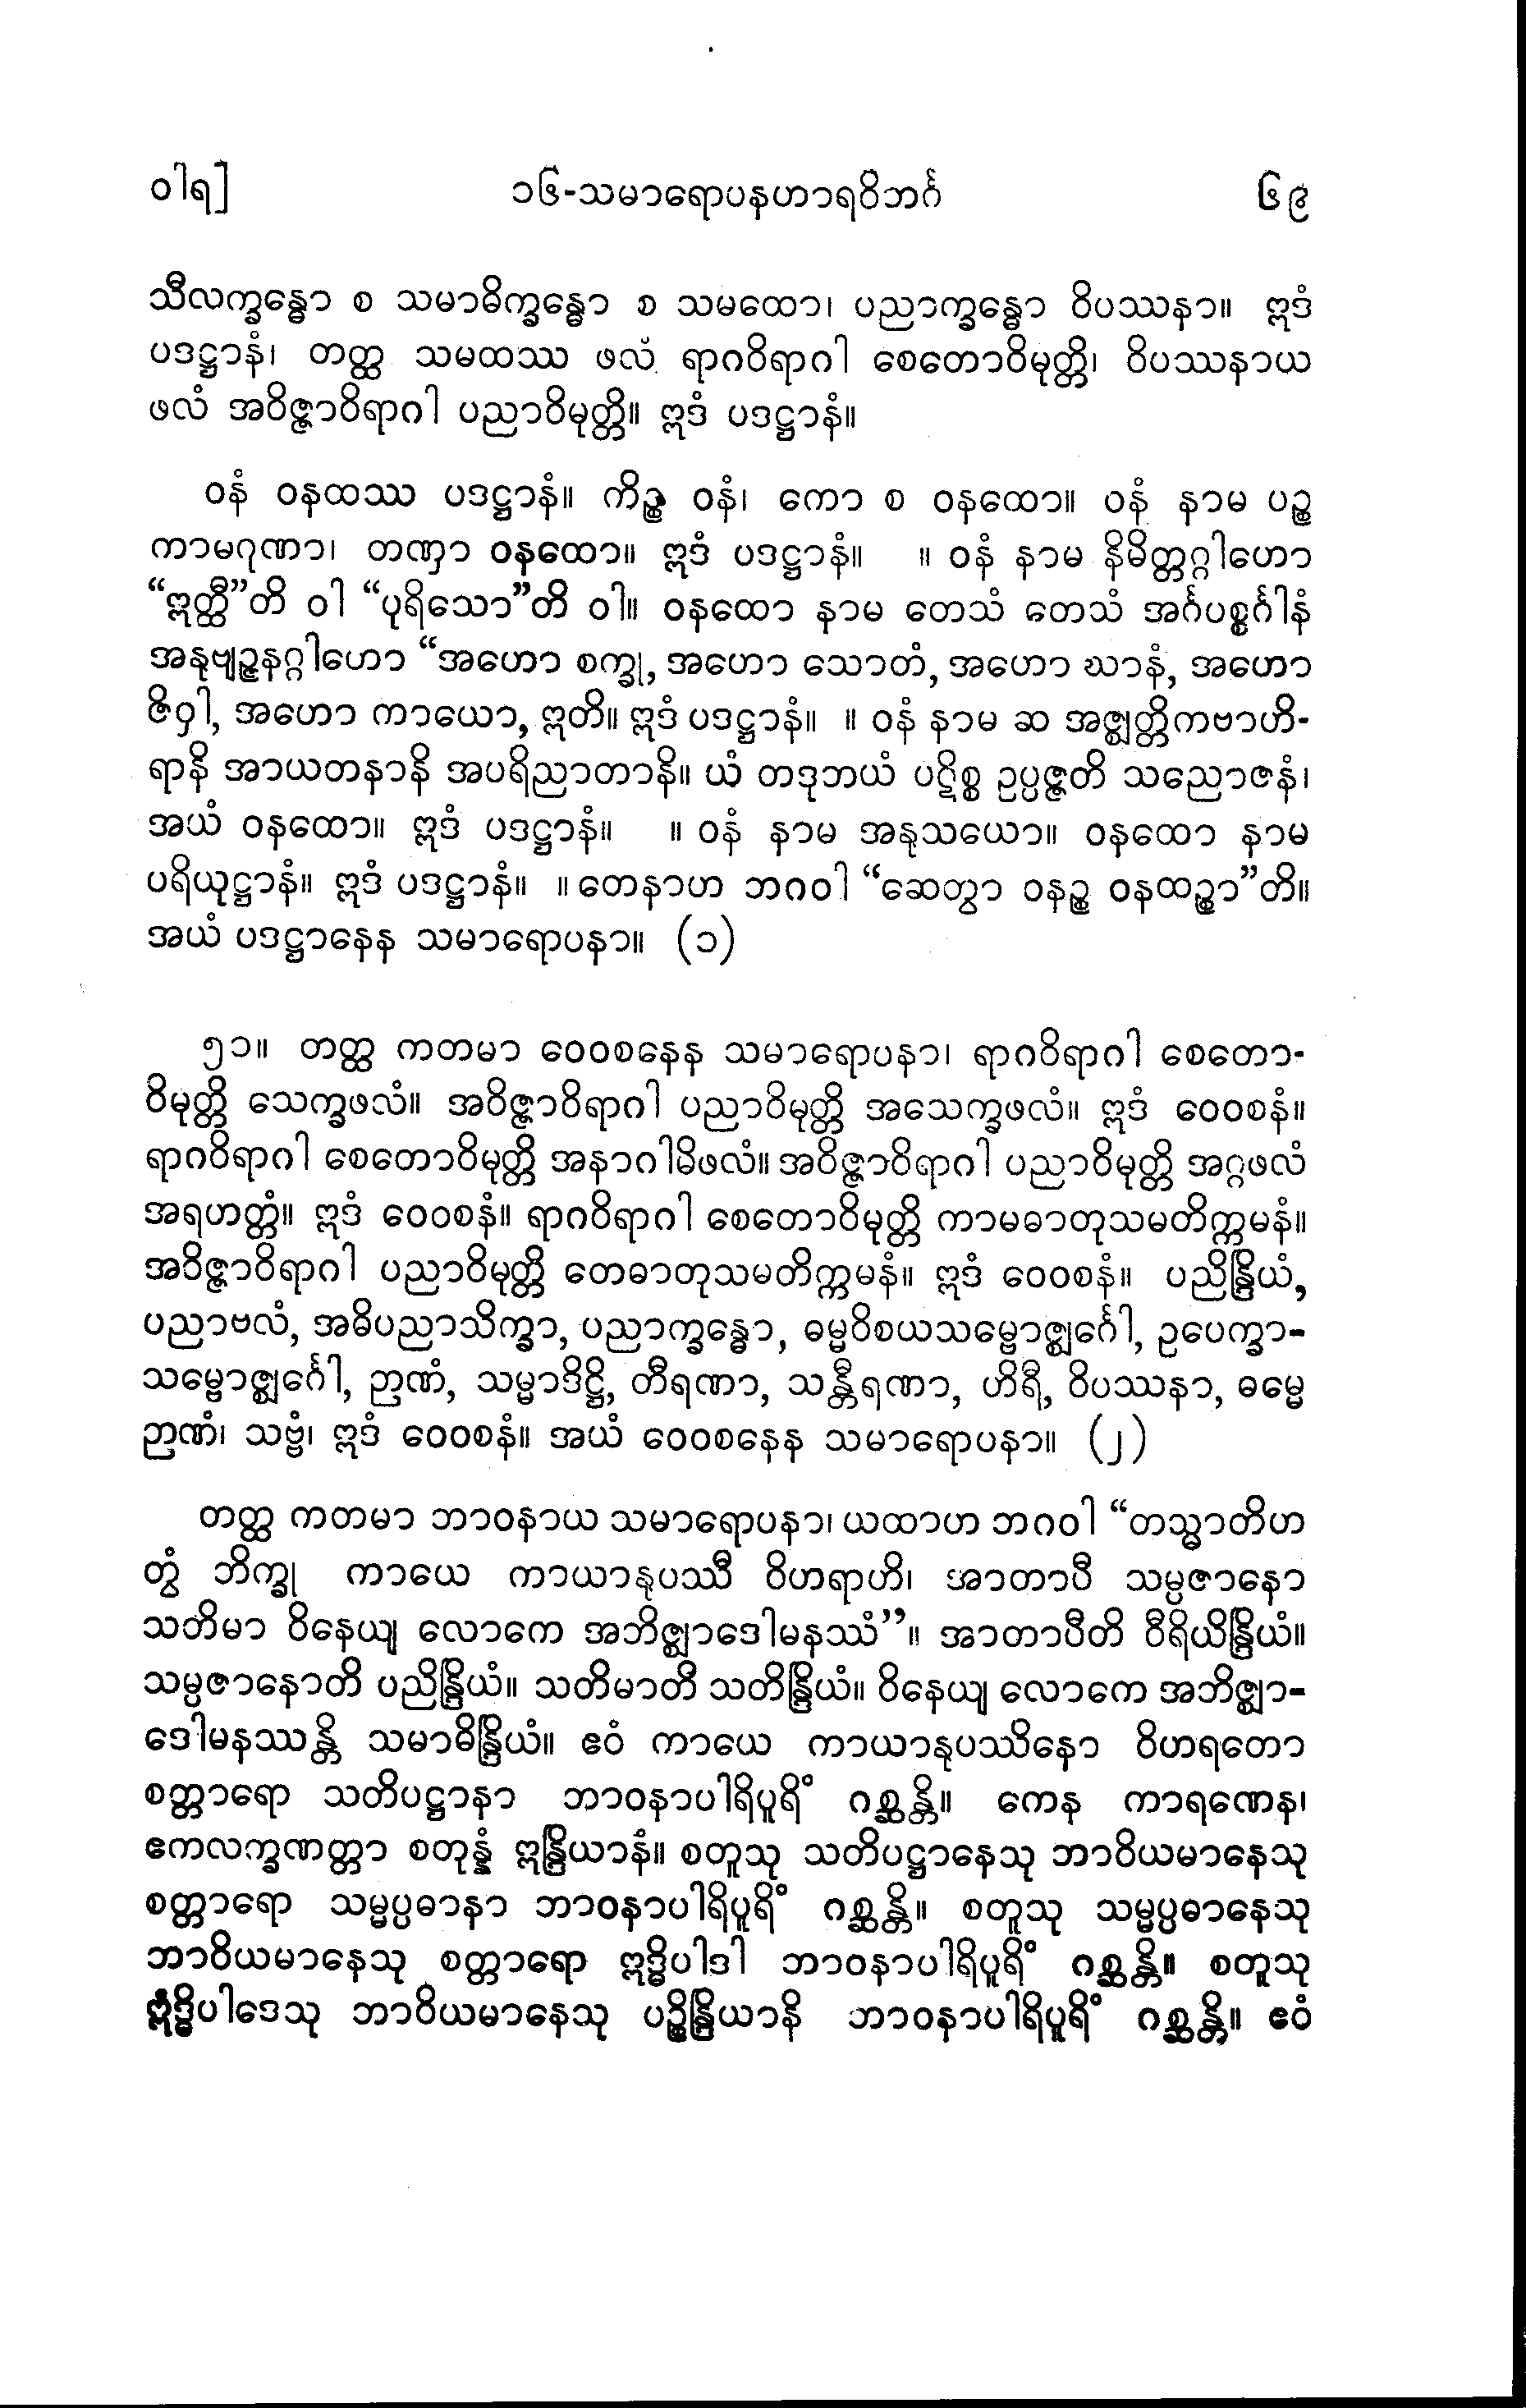 ဝါရ] ၁၆-သမာရောပနဟာရဝိဘင်္ဂ ၆၉
သီလက္ခန္ဓော စ သမာဓိက္ခန္ဓော စ သမထော၊ ပညာက္ခန္ဓော ဝိပဿနာ။ ဣဒံ
ပဒဋ္ဌာနံ၊ တတ္ထ သမထဿ ဖလံ ရာဂဝိရာဂါ စေတောဝိမုတ္တိ၊ ဝိပဿနာယ
ဖလံ အဝိဇ္ဇာဝိရာဂါ ပညာဝိမုတ္တိ။ ဣဒံ ပဒဋ္ဌာနံ။
ဝနံ ဝနထဿ ပဒဋ္ဌာနံ။ ကိဉ္စ ဝနံ၊ ကော စ ဝနထော။ ဝနံ နာမ ပဉ္စ
ကာမဂုဏာ၊ တဏှာ ဝနထော။ ဣဒံ ပဒဋ္ဌာနံ။ ။ ဝနံ နာမ နိမိတ္တဂ္ဂါဟော
“ဣတ္ထီ”တိ ဝါ “ပုရိသော”တိ ဝါ။ ဝနထော နာမ တေသံ တေသံ အင်္ဂပစ္စင်္ဂါနံ
အနုဗျဉ္ဇနဂ္ဂါဟော “အဟော စက္ခု, အဟော သောတံ, အဟော ဃာနံ, အဟော
ဇိဝှါ, အဟော ကာယော, ဣတိ။ ဣဒံ ပဒဋ္ဌာနံ။ ။ ဝနံ နာမ ဆ အဇ္ဈတ္တိကဗာဟိ-
ရာနိ အာယတနာနိ အပရိညာတာနိ။ ယံ တဒုဘယံ ပဋိစ္စ ဥပ္ပဇ္ဇတိ သညောဇနံ၊
အယံ ဝနထော။ ဣဒံ ပဒဋ္ဌာနံ။ ။ ဝနံ နာမ အနုသယော။ ဝနထော နာမ
ပရိယုဋ္ဌာနံ။ ဣဒံ ပဒဋ္ဌာနံ။ ။ တေနာဟ ဘဂဝါ “ဆေတွာ ဝနဉ္စ ဝနထဉ္စာ”တိ။
အယံ ပဒဋ္ဌာနေန သမာရောပနာ။ (၁)
၅၁။ တတ္ထ ကတမာ ဝေဝစနေန သမာရောပနာ၊ ရာဂဝိရာဂါ စေတော-
ဝိမုတ္တိ သေက္ခဖလံ။ အဝိဇ္ဇာဝိရာဂါ ပညာဝိမုတ္တိ အသေက္ခဖလံ။ ဣဒံ ဝေဝစနံ။
ရာဂဝိရာဂါ စေတောဝိမုတ္တိ အနာဂါမိဖလံ။ အဝိဇ္ဇာဝိရာဂါ ပညာဝိမုတ္တိ အဂ္ဂဖလံ
အရဟတ္တံ။ ဣဒံ ဝေဝစနံ။ ရာဂဝိရာဂါ စေတောဝိမုတ္တိ ကာမဓာတုသမတိက္ကမနံ။
အဝိဇ္ဇာဝိရာဂါ ပညာဝိမုတ္တိ တေဓာတုသမတိက္ကမနံ။ ဣဒံ ဝေဝစနံ။ ပညိန္ဒြိယံ,
ပညာဗလံ, အဓိပညာသိက္ခာ, ပညာက္ခန္ဓော, ဓမ္မဝိစယသမ္ဗောဇ္ဈင်္ဂေါ, ဥပေက္ခာ-
သမ္ဗောဇ္ဈင်္ဂေါ, ဉာဏံ, သမ္မာဒိဋ္ဌိ, တီရဏာ, သန္တီရဏာ, ဟိရီ, ဝိပဿနာ, ဓမ္မေ
ဉာဏံ၊ သဗ္ဗံ၊ ဣဒံ ဝေဝစနံ။ အယံ ဝေဝစနေန သမာရောပနာ။ (၂)
တတ္ထ ကတမာ ဘာဝနာယ သမာရောပနာ၊ ယထာဟ ဘဂဝါ “တသ္မာတိဟ
တွံ ဘိက္ခု ကာယေ ကာယာနုပဿီ ဝိဟရာဟိ၊ အာတာပီ သမ္ပဇာနော
သတိမာ ဝိနေယျ လောကေ အဘိဇ္ဈာဒေါမနဿံ”။ အာတာပီတိ ဝီရိယိန္ဒြိယံ။
သမ္ပဇာနောတိ ပညိန္ဒြိယံ။ သတိမာတိ သတိန္ဒြိယံ။ ဝိနေယျ လောကေ အဘိဇ္ဈာ-
ဒေါမနဿန္တိ သမာဓိန္ဒြိယံ။ ဧဝံ ကာယေ ကာယာနုပဿိနော ဝိဟရတော
စတ္တာရော သတိပဋ္ဌာနာ ဘာဝနာပါရိပူရိံ ဂစ္ဆန္တိ။ ကေန ကာရဏေန၊
ဧကလက္ခဏတ္တာ စတုန္နံ ဣန္ဒြိယာနံ။ စတူသု သတိပဋ္ဌာနေသု ဘာဝိယမာနေသု
စတ္တာရော သမ္မပ္ပဓာနာ ဘာဝနာပါရိပူရိံ ဂစ္ဆန္တိ။ စတူသု သမ္မပ္ပဓာနေသု
ဘာဝိယမာနေသု စတ္တာရော ဣဒ္ဓိပါဒါ ဘာဝနာပါရိပူရိံ ဂစ္ဆန္တိ။ စတူသု
ဣဒ္ဓိပါဒေသု ဘာဝိယမာနေသု ပဉ္စိန္ဒြိယာနိ ဘာဝနာပါရိပူရိံ ဂစ္ဆန္တိ။ ဧဝံ